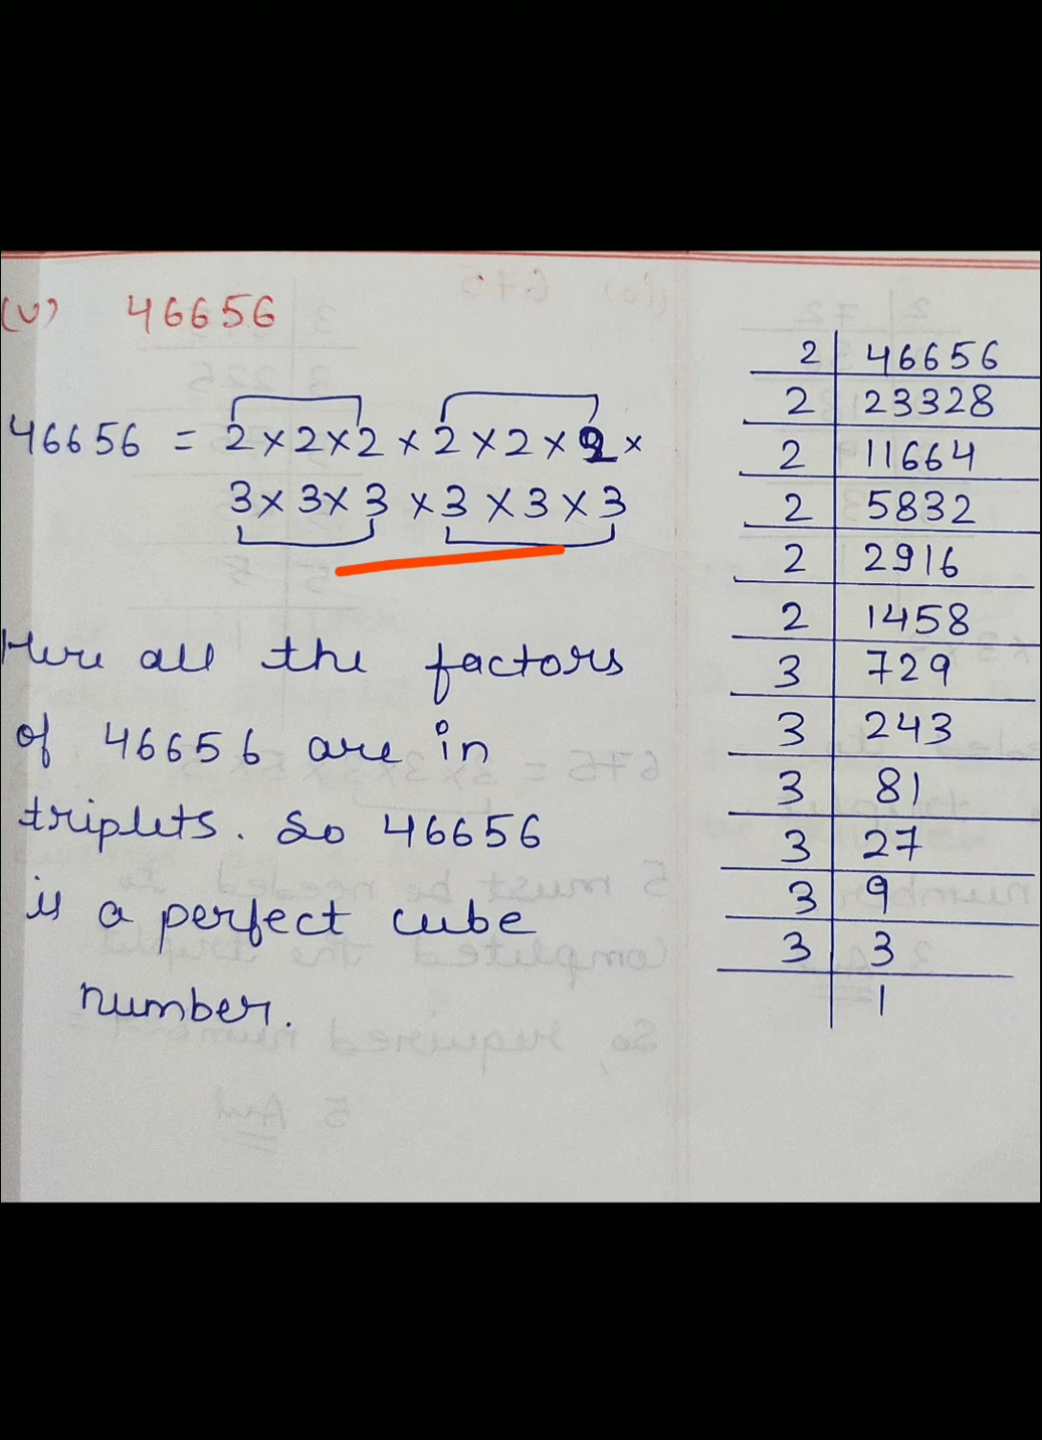 (v) 46656
46656 = 2×2×2 × 2×2×2 ×
3×3×3 ×3×3×3
Here all the factors
of 46656 are in
triplets. So 46656
is a perfect cube
number.
2 46656
2 23328
2 11664
2 5832
2 2916
2 1458
3 729
3 243
3 81
3 27
3 9
3 3
1